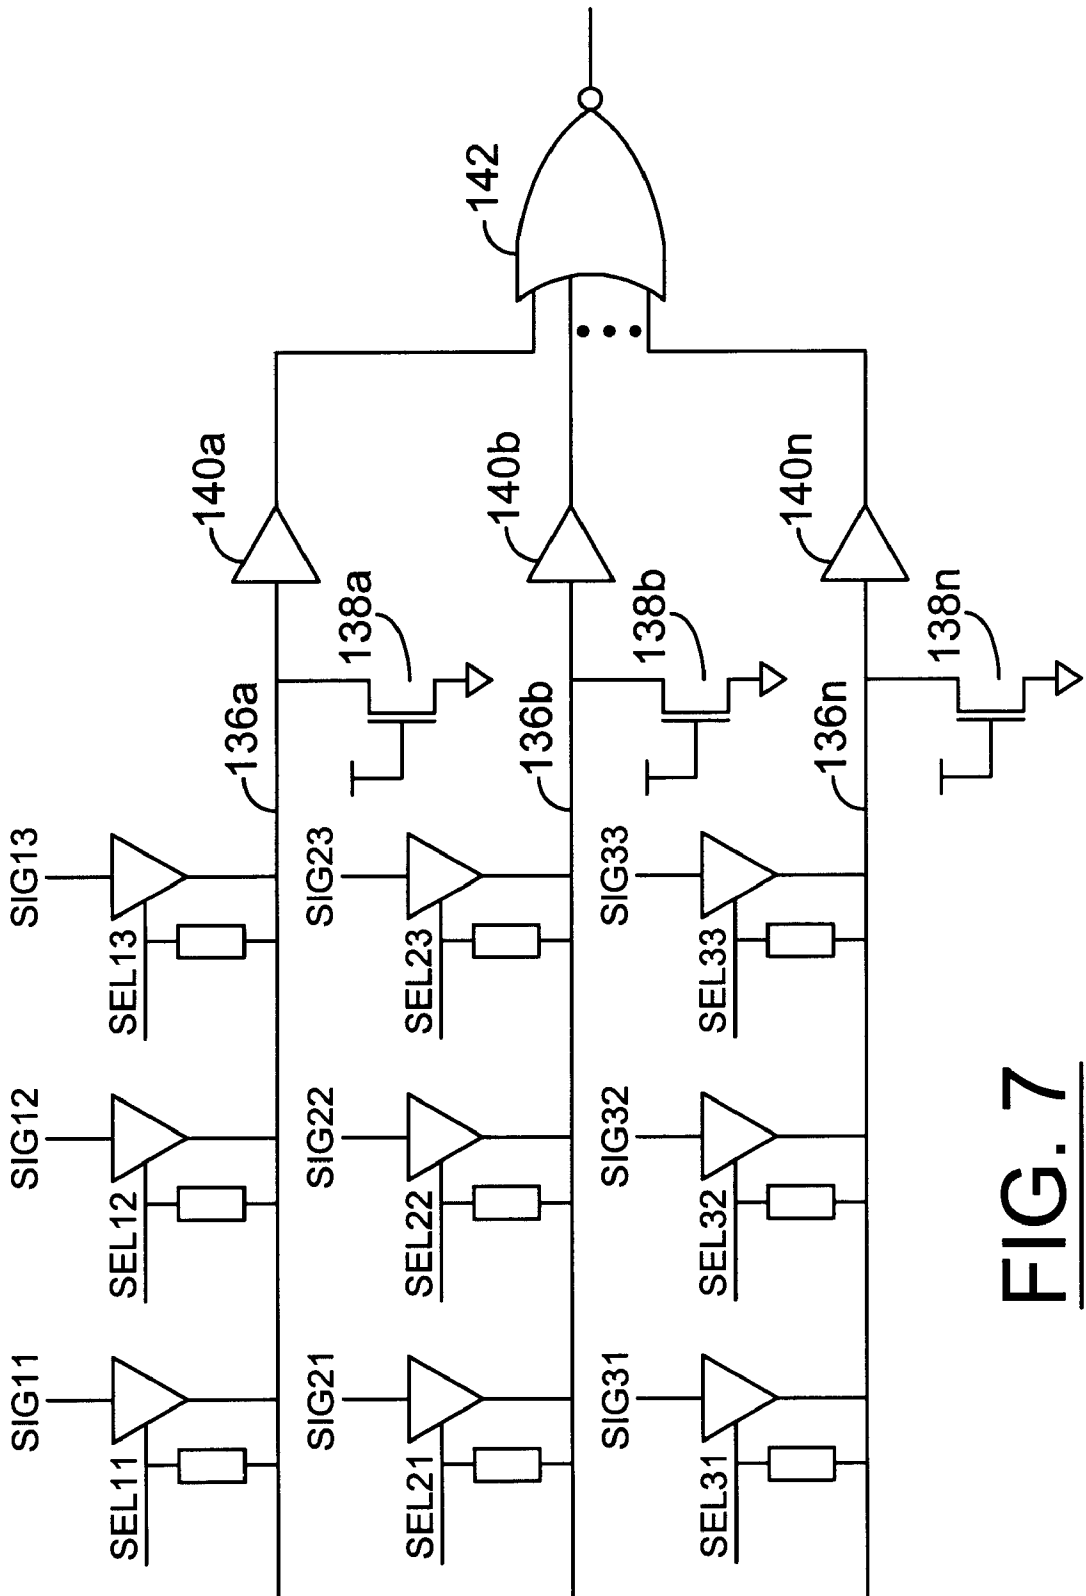 SIG11
SIG12
SIG13
SEL11
SEL12
SEL13
136a
138a
140a
SIG21
SIG22
SIG23
SEL21
SEL22
SEL23
136b
138b
140b
142
SIG31
SIG32
SIG33
SEL31
SEL32
SEL33
136n
138n
140n
FIG. 7